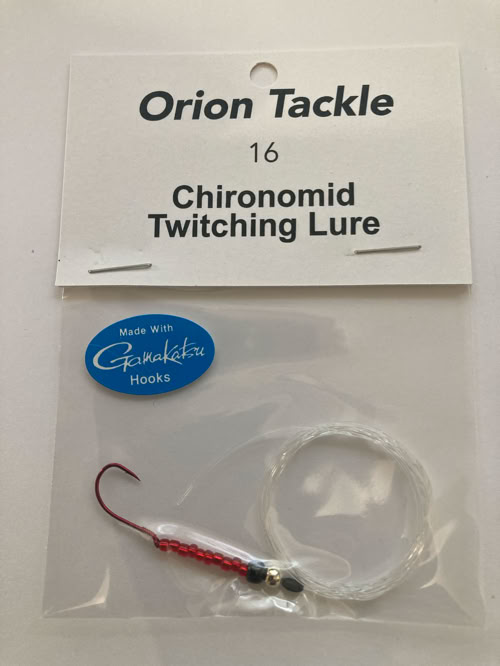 Orion Tackle
16
Chironomid
Twitching Lure
Made With
Gamakatsu
Hooks